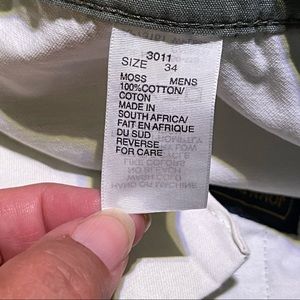 3011
SIZE 34
MOSS MENS
100%COTTON/
COTON
MADE IN
SOUTH AFRICA/
FAIT EN AFRIQUE
DU SUD
REVERSE
FOR CARE